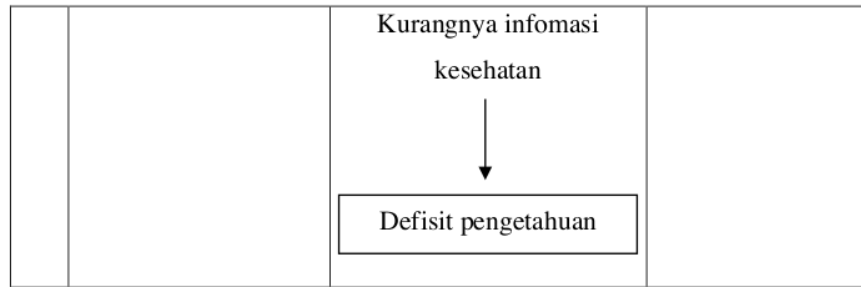 Kurangnya infomasi
kesehatan
Defisit pengetahuan